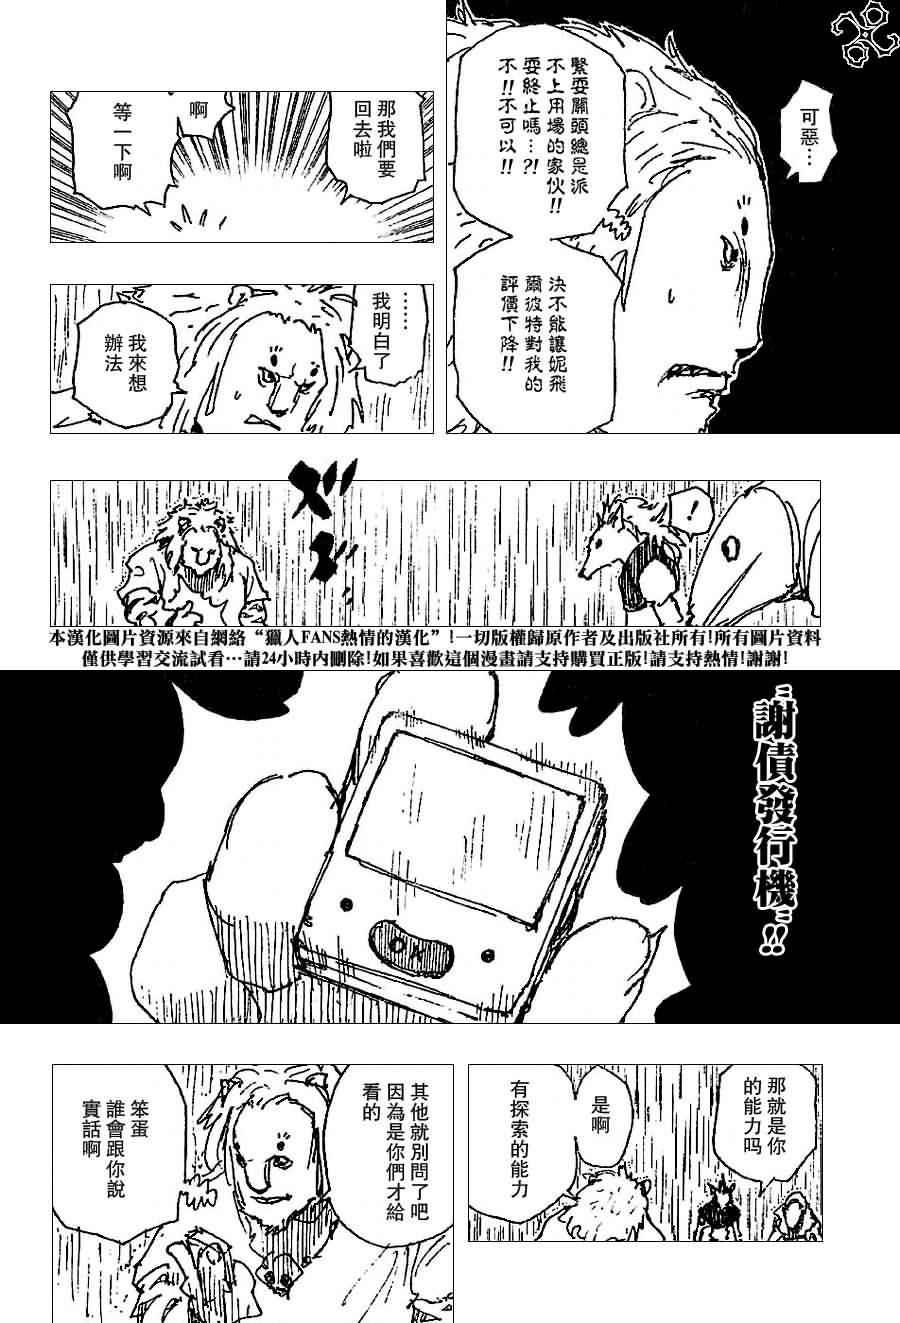 可惡…
緊耍關頭總是派
不上用場的家伙!!
耍終止嗎…?!
不!!不可以!!
決不能讓妮飛
爾彼特對我的
評價下降!!
那我們要
回去啦
啊
等一下啊
……
我明白了
我來想
辦法
!
ズズ
本漢化圖片資源來自網絡“獵人FANS熱情的漢化”!一切版權歸原作者及出版社所有!所有圖片資料
僅供學習交流試看…請24小時內刪除!如果喜歡這個漫畫請支持購買正版!請支持熱情!謝謝!
"謝債發行機"!!
OK
那就是你
的能力吗
是啊
有探索的能力
其他就別問了吧
因為是你們才給
看的
笨蛋
誰會跟你說
實話啊